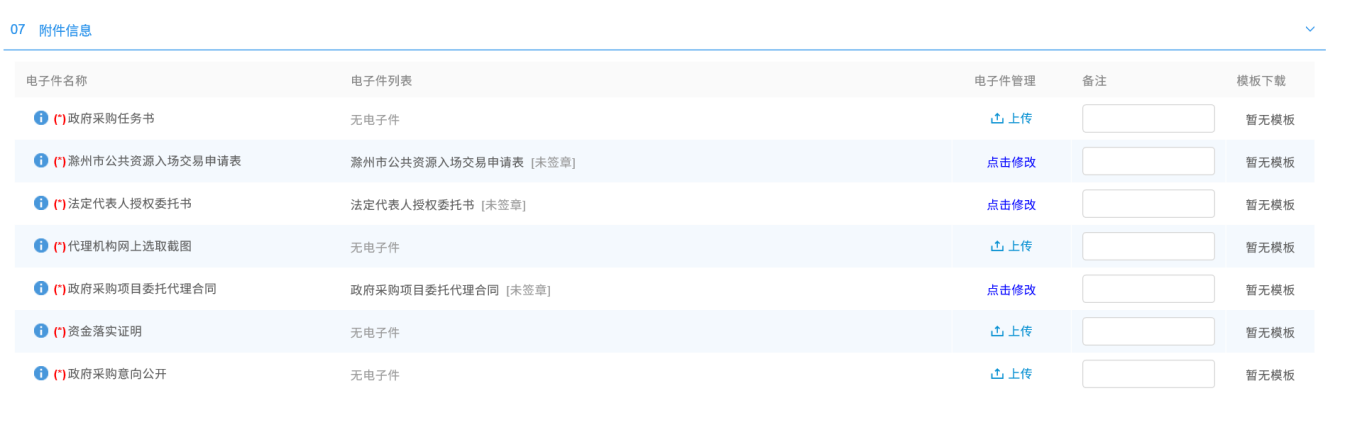 07 附件信息
电子件名称 电子件列表 电子件管理 备注 模板下载
(*)政府采购任务书 无电子件 上传 暂无模板
(*)滁州市公共资源入场交易申请表 滁州市公共资源入场交易申请表 [未签章] 点击修改 暂无模板
(*)法定代表人授权委托书 法定代表人授权委托书 [未签章] 点击修改 暂无模板
(*)代理机构网上选取截图 无电子件 上传 暂无模板
(*)政府采购项目委托代理合同 政府采购项目委托代理合同 [未签章] 点击修改 暂无模板
(*)资金落实证明 无电子件 上传 暂无模板
(*)政府采购意向公开 无电子件 上传 暂无模板